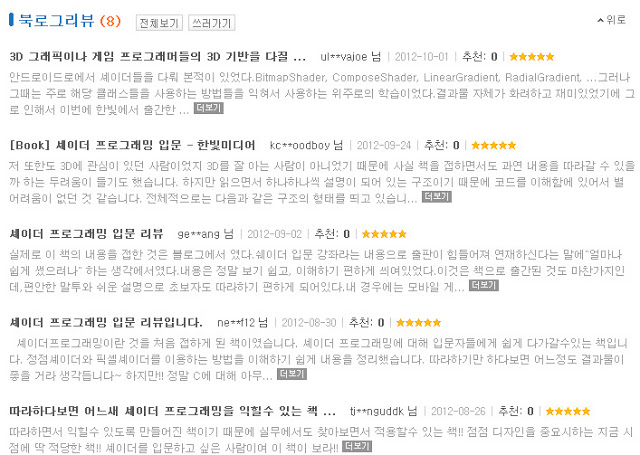 북로그리뷰 (8) 전체보기 쓰러가기 위로
3D 그래픽이나 게임 프로그래머들의 3D 기반을 다질 ... ul**vajoe 님 | 2012-10-01 | 추천: 0 | ★★★★★
안드로이드로에서 셰이더들을 다뤄 본적이 있었다.BitmapShader, ComposeShader, LinearGradient, RadialGradient, ...그러나
그때는 주로 해당 클래스들을 사용하는 방법들을 익혀서 사용하는 위주로의 학습이었다.결과물 자체가 화려하고 재미있었기에 그
로 인해서 이번에 한빛에서 출간한 ... 더보기
[Book] 셰이더 프로그래밍 입문 - 한빛미디어 kc**oodboy 님 | 2012-09-24 | 추천: 0 | ★★★★★
저 또한도 3D에 관심이 있던 사람이었지 3D를 잘 아는 사람이 아니었기 때문에 사실 책을 접하면서도 과연 내용을 따라갈 수 있을
까 하는 두려움이 들기도 했습니다. 하지만 읽으면서 하나하나씩 설명이 되어 있는 구조이기 때문에 코드를 이해함에 있어서 별
어려움이 없던 것 같습니다. 전체적으로는 다음과 같은 구조의 형태를 띄고 있습니... 더보기
셰이더 프로그래밍 입문 리뷰 ge**ang 님 | 2012-09-02 | 추천: 0 | ★★★★★
실제로 이 책의 내용을 접한 것은 블로그에서 였다.쉐이더 입문 강좌라는 내용으로 출판이 힘들어져 연재하신다는 말에"얼마나
쉽게 썼으려나" 하는 생각에서였다.내용은 정말 보기 쉽고, 이해하기 편하게 씌여있었다.이것은 책으로 출간된 것도 마찬가지인
데,편안한 말투와 쉬운 설명으로 초보자도 따라하기 편하게 되어있다.내 경우에는 모바일 게... 더보기
셰이더 프로그래밍 입문 리뷰입니다. ne**f12 님 | 2012-08-30 | 추천: 0 | ★★★★★
셰이더프로그래밍이란 것을 처음 접하게 된 책이였습니다. 셰이더 프로그래밍에 대해 입문자들에게 쉽게 다가갈수있는 책입니
다. 정점셰이더와 픽셀셰이더를 이용하는 방법을 이해하기 쉽게 내용을 정리했습니다. 따라하기만 하다보면 어느정도 결과물이
좋을 거라 생각듭니다~ 하지만!! 정말 C에 대해 아무... 더보기
따라하다보면 어느새 셰이더 프로그래밍을 익힐수 있는 책 ... ti**nguddk 님 | 2012-08-26 | 추천: 0 | ★★★★★
따라하면서 익힐수 있도록 만들어진 책이기 때문에 실무에서도 찾아보면서 적용할수 있는 책!! 점점 디자인을 중요시하는 지금 시
점에 딱 적당한 책!! 셰이더를 입문하고 싶은 사람이여 이 책이 보라!! 더보기